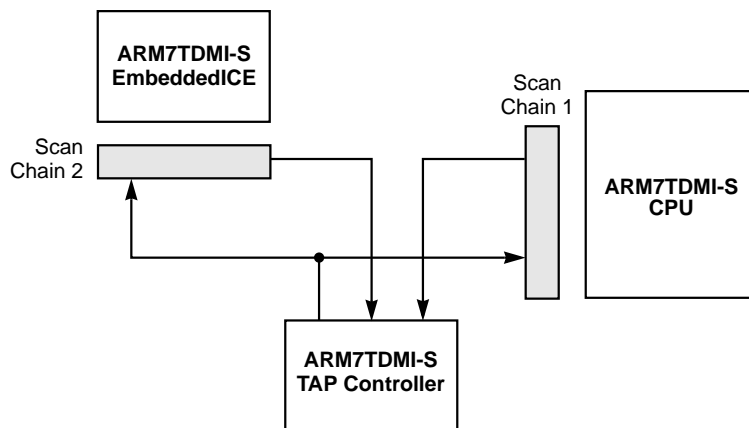 ARM7TDMI-S
EmbeddedICE
Scan
Chain 2
Scan
Chain 1
ARM7TDMI-S
CPU
ARM7TDMI-S
TAP Controller